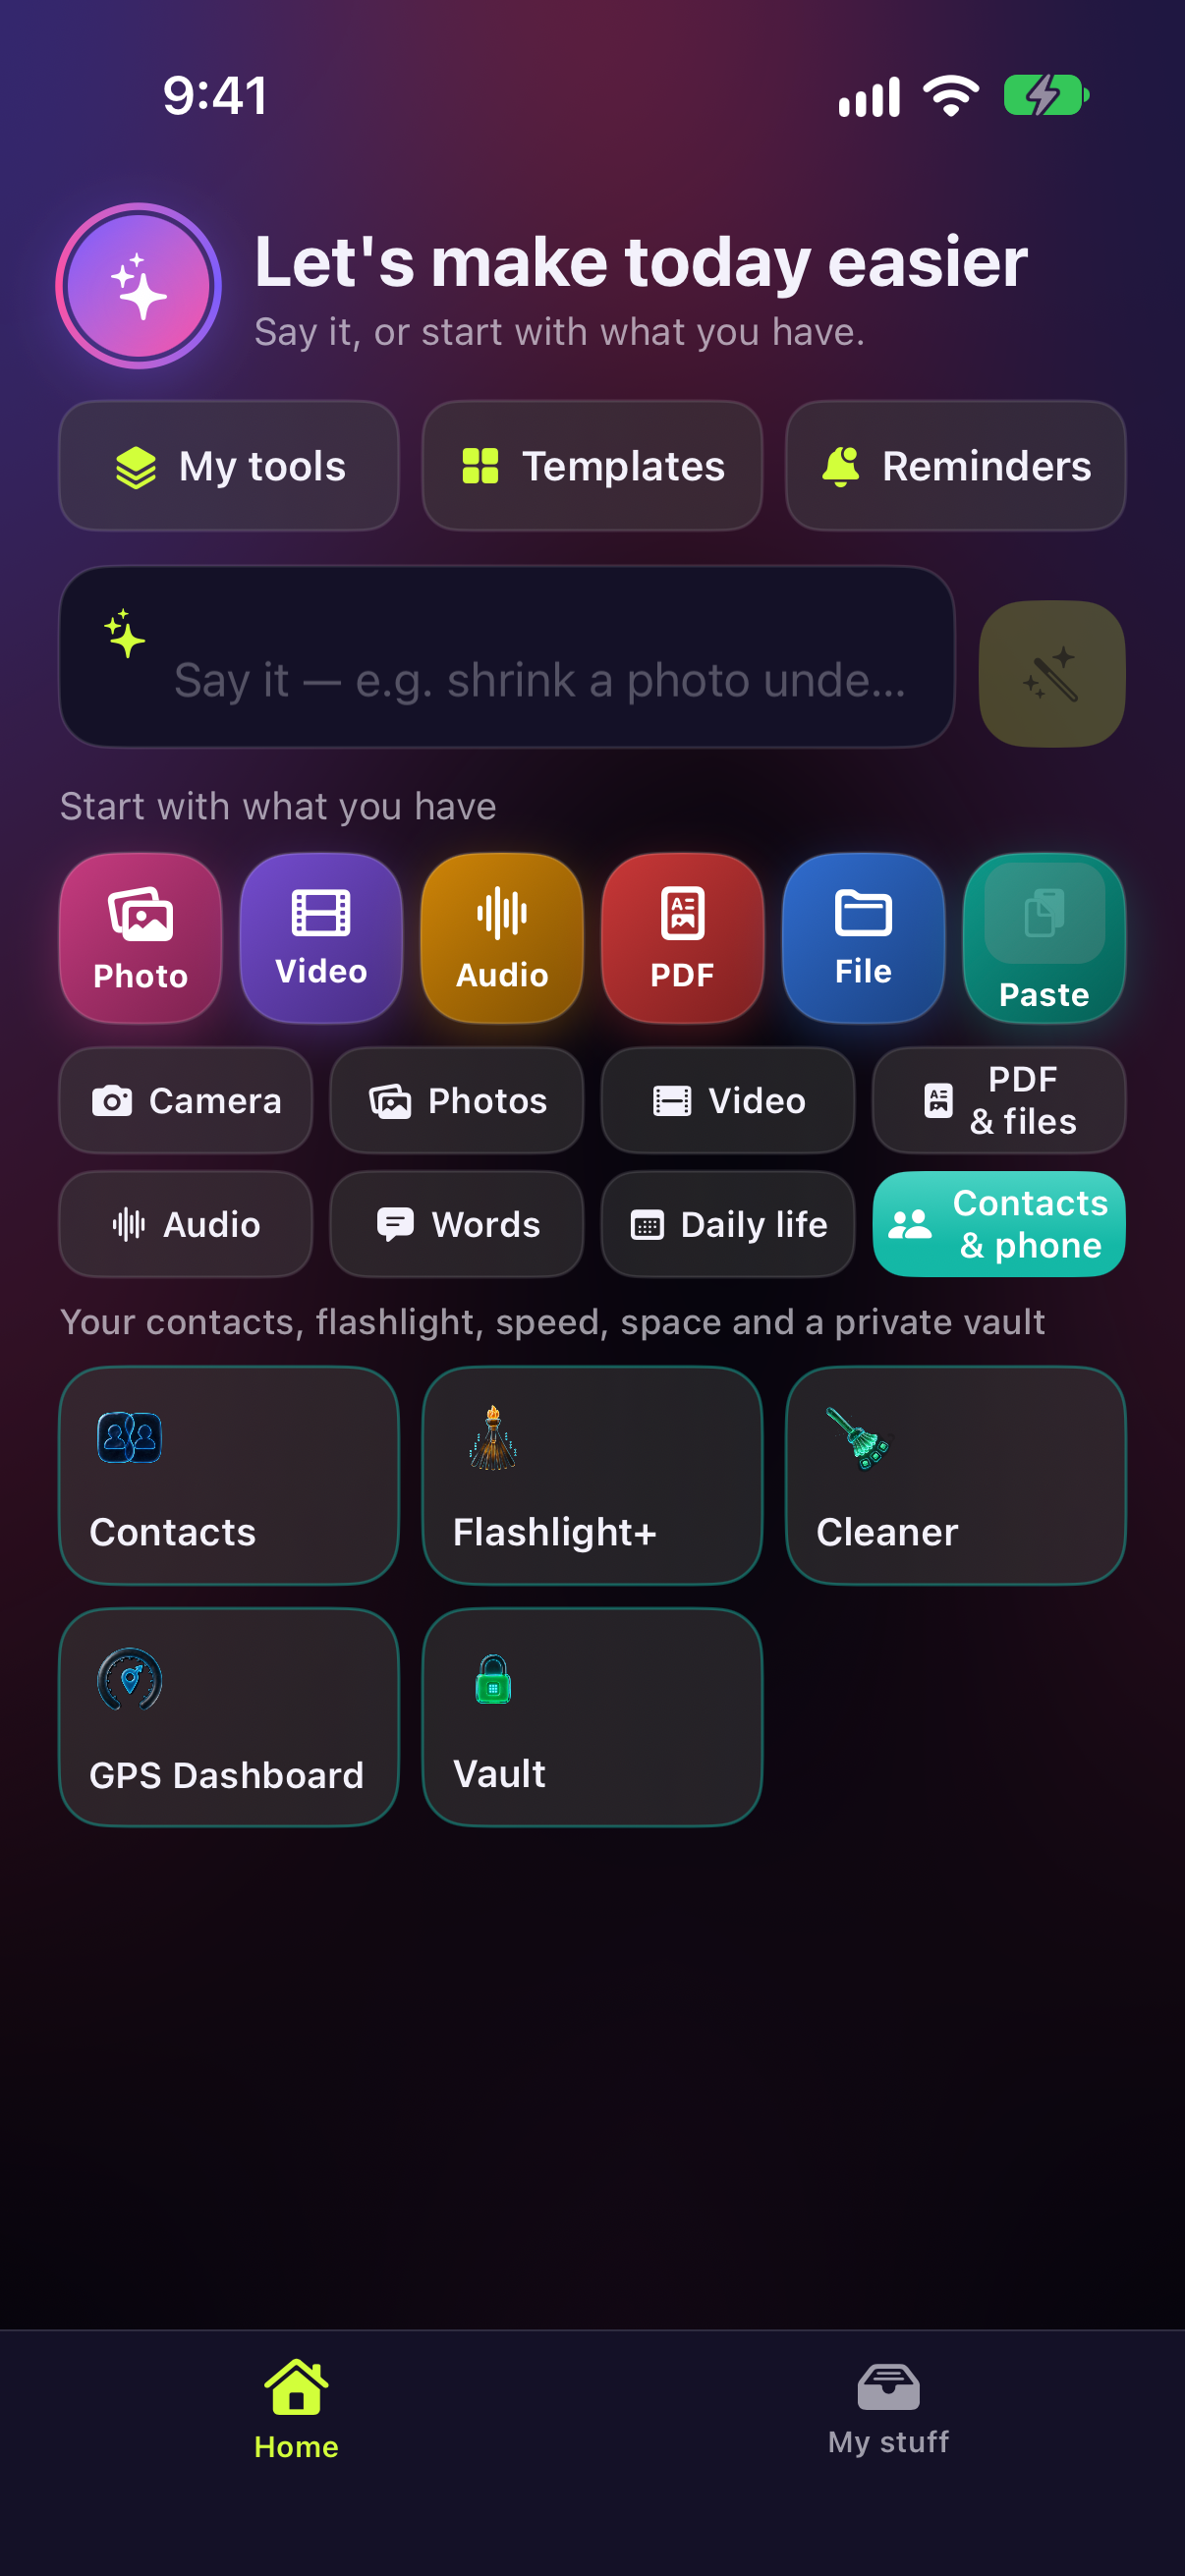 9:41
Let's make today easier
Say it, or start with what you have.
My tools
Templates
Reminders
Say it — e.g. shrink a photo unde...
Start with what you have
Photo
Video
Audio
PDF
File
Paste
Camera
Photos
Video
PDF
& files
Audio
Words
Daily life
Contacts
& phone
Your contacts, flashlight, speed, space and a private vault
Contacts
Flashlight+
Cleaner
GPS Dashboard
Vault
Home
My stuff